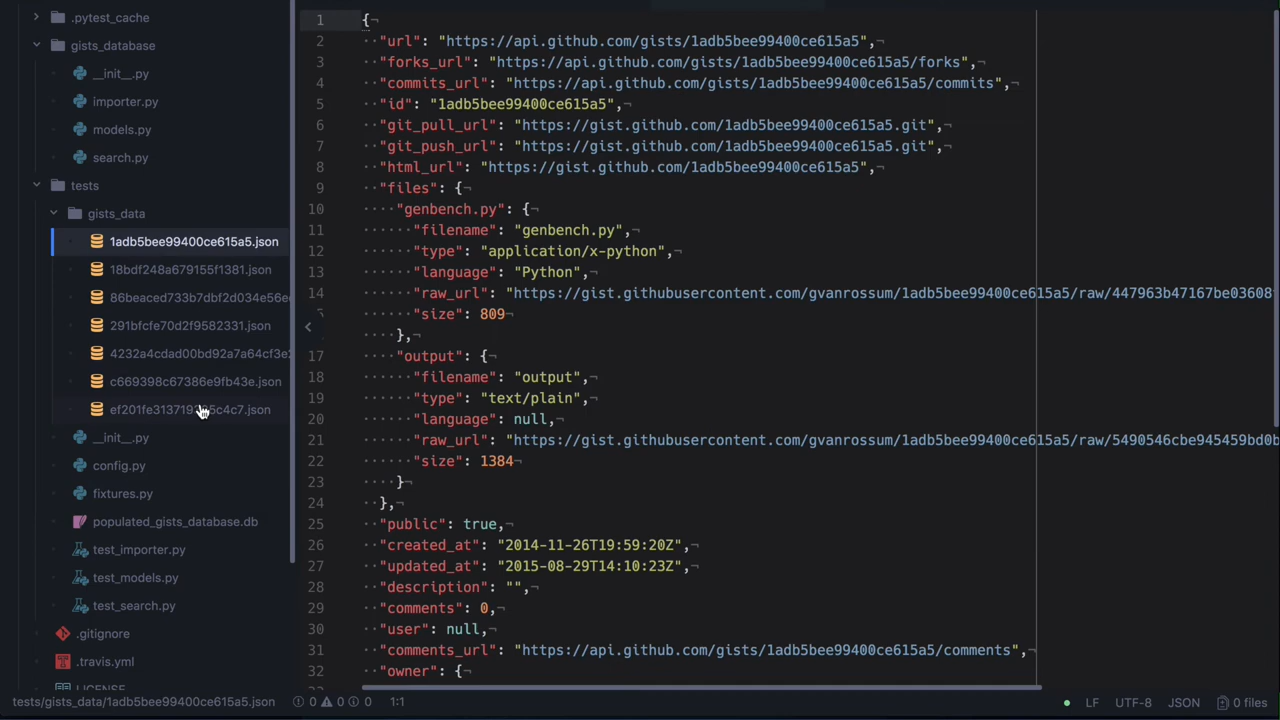 .pytest_cache
gists_database
__init__.py
importer.py
models.py
search.py
tests
gists_data
1adb5bee99400ce615a5.json
18bdf248a679155f1381.json
86beaced733b7dbf2d034e56e
291bfcfe70d2f9582331.json
4232a4cdad00bd92a7a64cf3e
c669398c67386e9fb43e.json
__init__.py
config.py
fixtures.py
populated_gists_database.db
test_importer.py
test_models.py
test_search.py
.gitignore
.travis.yml
LICENSE
1 {¬
2 ··"url": "https://api.github.com/gists/1adb5bee99400ce615a5",¬
3 ··"forks_url": "https://api.github.com/gists/1adb5bee99400ce615a5/forks",¬
4 ··"commits_url": "https://api.github.com/gists/1adb5bee99400ce615a5/commits",¬
5 ··"id": "1adb5bee99400ce615a5",¬
6 ··"git_pull_url": "https://gist.github.com/1adb5bee99400ce615a5.git",¬
7 ··"git_push_url": "https://gist.github.com/1adb5bee99400ce615a5.git",¬
8 ··"html_url": "https://gist.github.com/1adb5bee99400ce615a5",¬
9 ··"files": {¬
10 ····"genbench.py": {¬
11 ······"filename": "genbench.py",¬
12 ······"type": "application/x-python",¬
13 ······"language": "Python",¬
14 ······"raw_url": "https://gist.githubusercontent.com/gvanrossum/1adb5bee99400ce615a5/raw/447963b47167be03608
······"size": 809¬
····},¬
17 ····"output": {¬
18 ······"filename": "output",¬
19 ······"type": "text/plain",¬
20 ······"language": null,¬
21 ······"raw_url": "https://gist.githubusercontent.com/gvanrossum/1adb5bee99400ce615a5/raw/5490546cbe945459bd0b
22 ······"size": 1384¬
23 ····}¬
24 ··},¬
25 ··"public": true,¬
26 ··"created_at": "2014-11-26T19:59:20Z",¬
27 ··"updated_at": "2015-08-29T14:10:23Z",¬
28 ··"description": "",¬
29 ··"comments": 0,¬
30 ··"user": null,¬
31 ··"comments_url": "https://api.github.com/gists/1adb5bee99400ce615a5/comments",¬
32 ··"owner": {¬
tests/gists_data/1adb5bee99400ce615a5.json 0 0 0 1:1 LF UTF-8 JSON 0 files